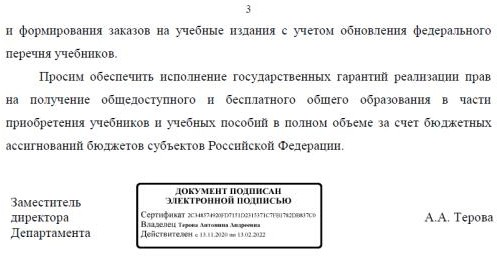 3
и формирования заказов на учебные издания с учетом обновления федерального
перечня учебников.
Просим обеспечить исполнение государственных гарантий реализации прав
на получение общедоступного и бесплатного общего образования в части
приобретения учебников и учебных пособий в полном объеме за счет бюджетных
ассигнований бюджетов субъектов Российской Федерации.
Заместитель
директора
Департамента
ДОКУМЕНТ ПОДПИСАН
ЭЛЕКТРОННОЙ ПОДПИСЬЮ
Сертификат
Владелец Терова Антонина Андреевна
Действителен с 13.11.2020 по 13.02.2022
А.А. Терова